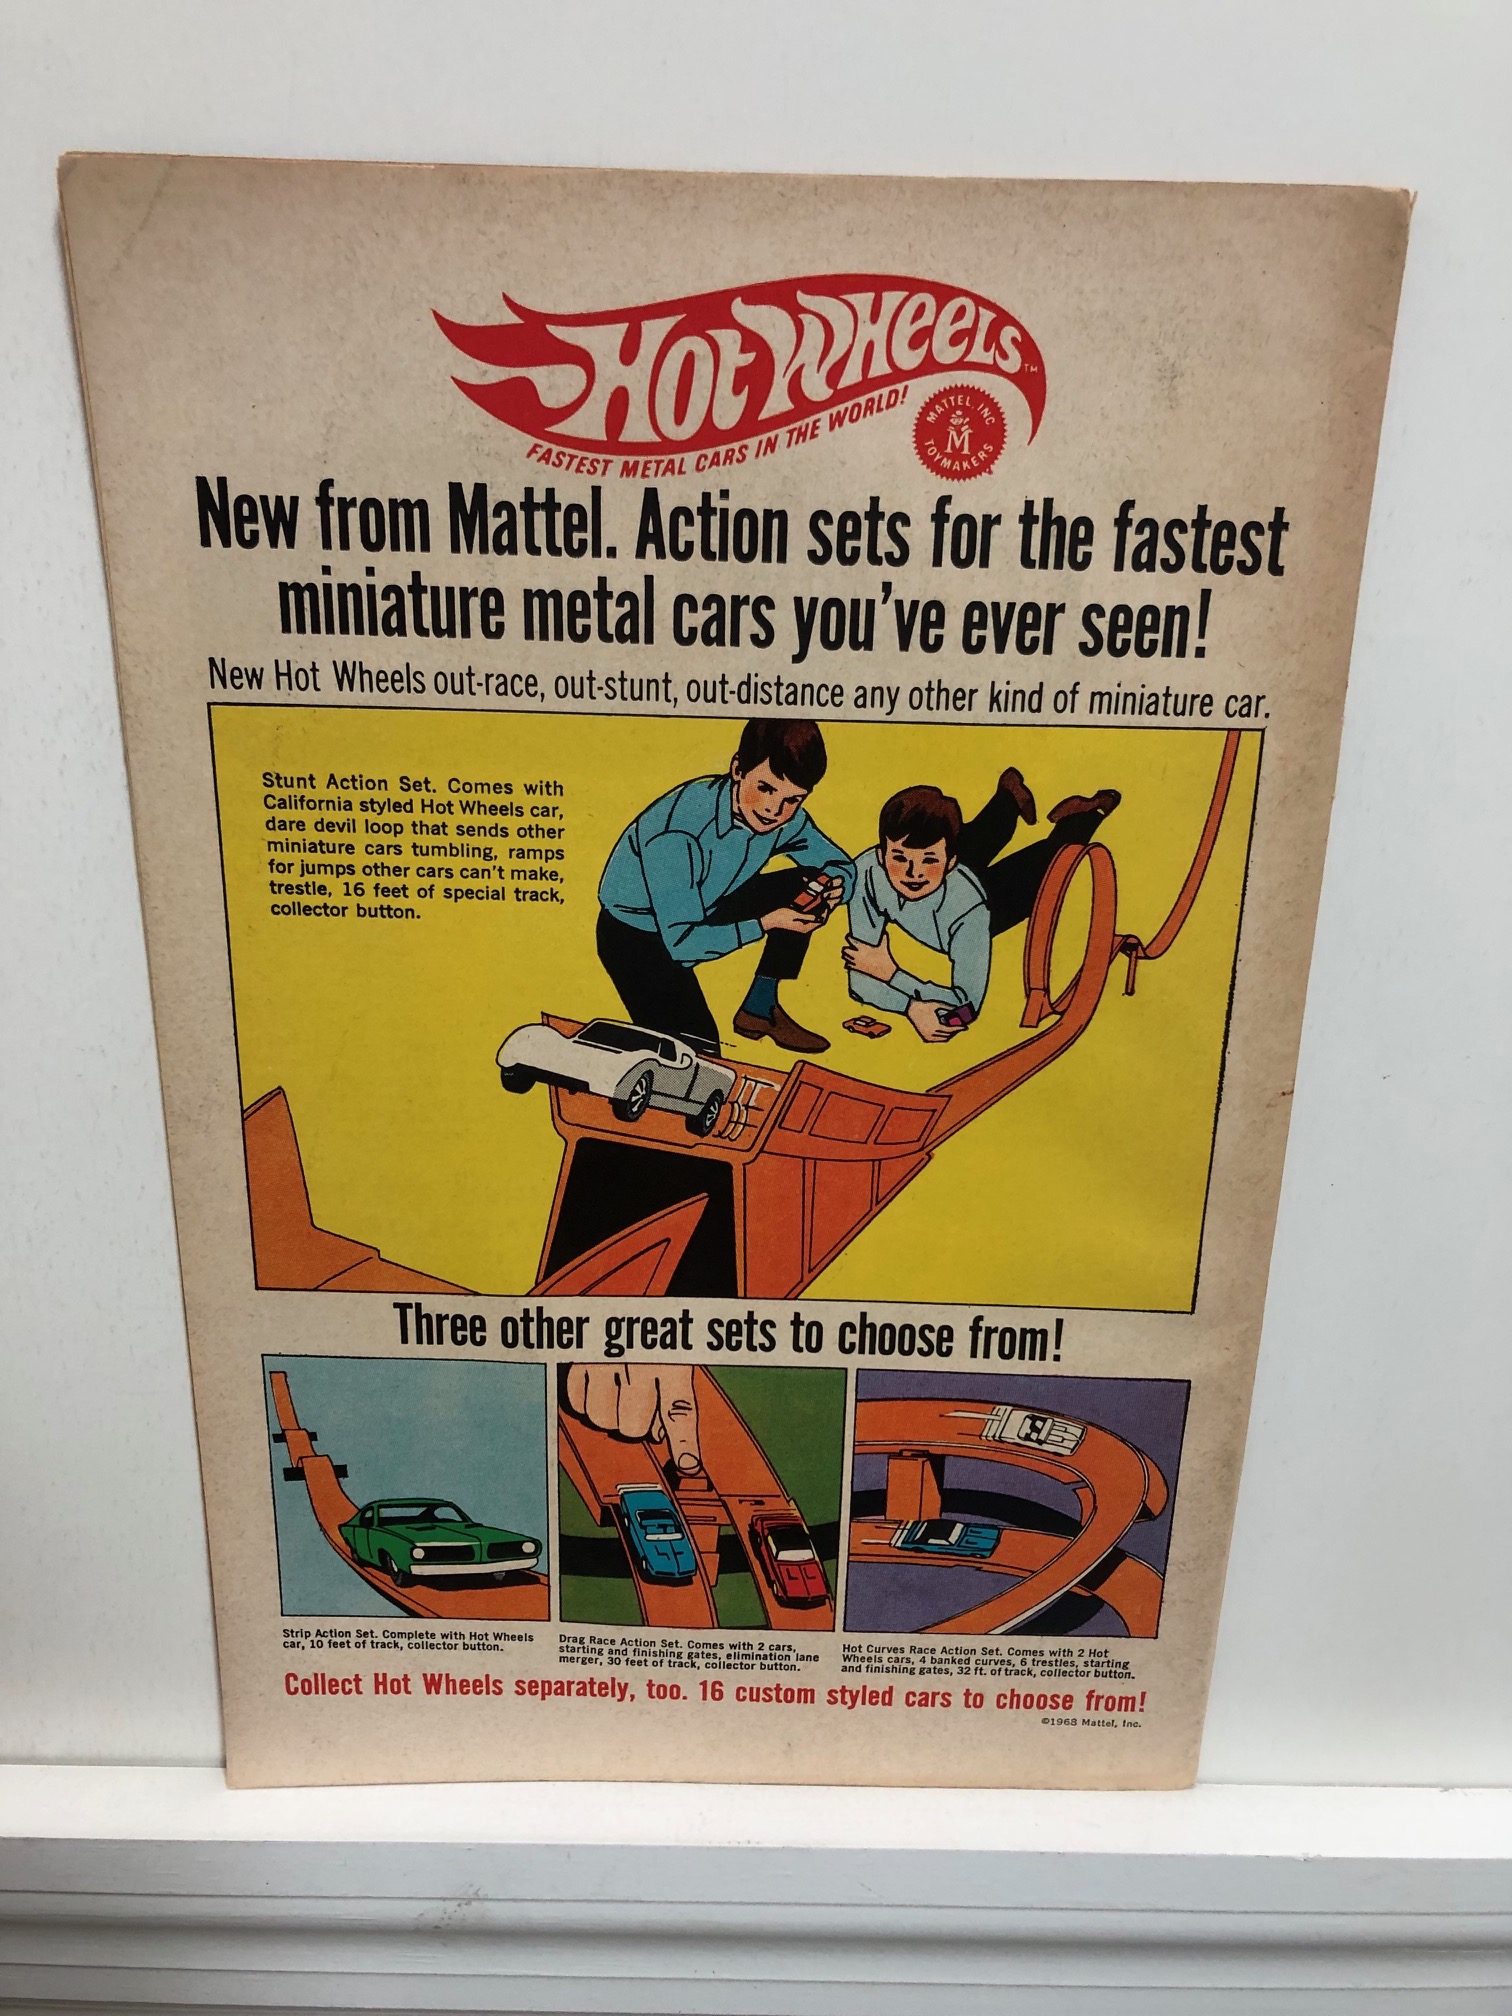 Hot Wheels ™
FASTEST METAL CARS IN THE WORLD!
MATTEL, INC.
M
TOYMAKERS
New from Mattel. Action sets for the fastest
miniature metal cars you've ever seen!
New Hot Wheels out-race, out-stunt, out-distance any other kind of miniature car.
Stunt Action Set. Comes with
California styled Hot Wheels car,
dare devil loop that sends other
miniature cars tumbling, ramps
for jumps other cars can't make,
trestle, 16 feet of special track,
collector button.
Three other great sets to choose from!
Strip Action Set. Complete with Hot Wheels
car, 10 feet of track, collector button.
Drag Race Action Set. Comes with 2 cars,
starting and finishing gates, elimination lane
merger, 30 feet of track, collector button.
Hot Curves Race Action Set. Comes with 2 Hot
Wheels cars, 4 banked curves, 6 trestles, starting
and finishing gates, 32 ft. of track, collector button.
Collect Hot Wheels separately, too. 16 custom styled cars to choose from!
©1968 Mattel, Inc.